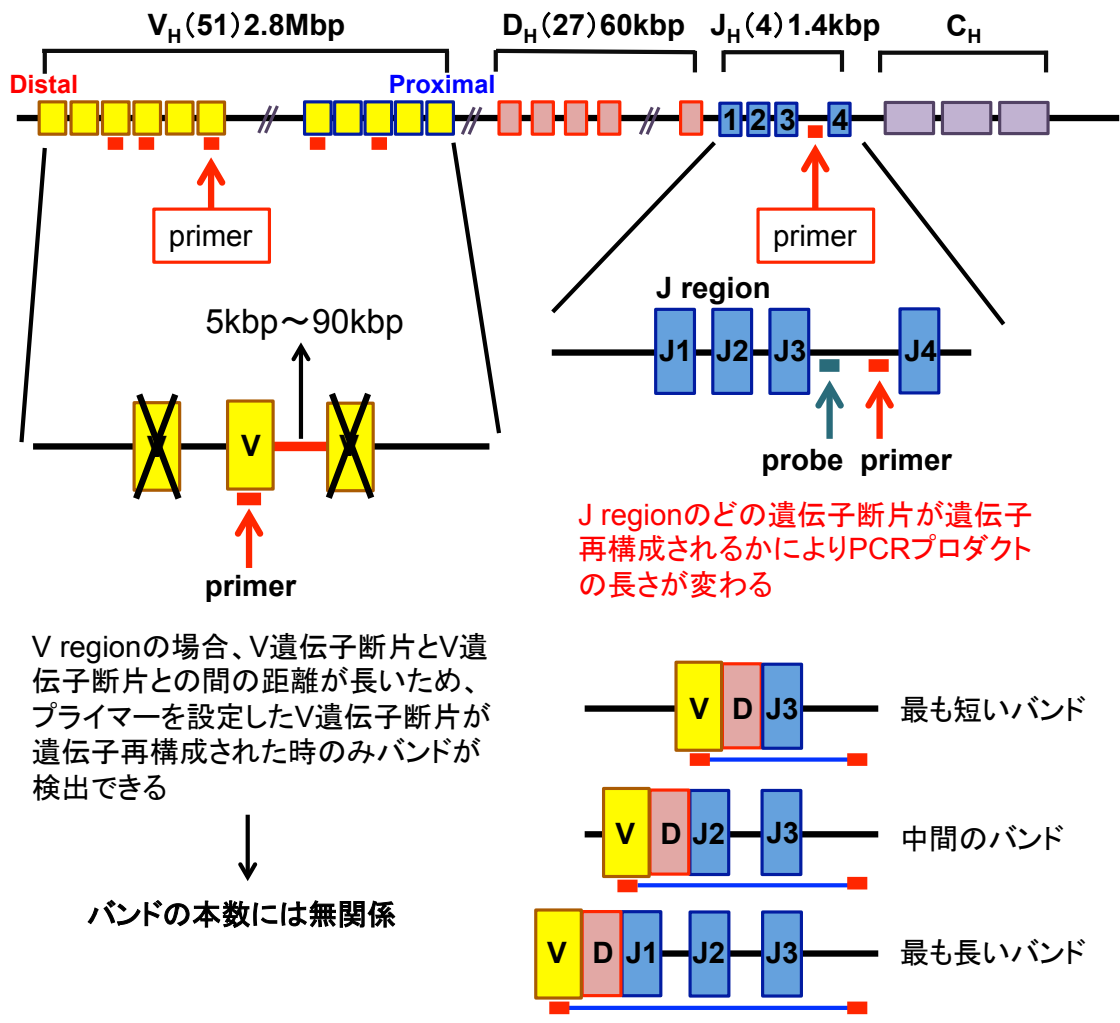 VH(51)2.8Mbp
DH(27)60kbp
JH(4)1.4kbp
CH
Distal
Proximal
1
2
3
4
primer
primer
5kbp〜90kbp
V
primer
J region
J1
J2
J3
J4
probe
primer
J regionのどの遺伝子断片が遺伝子
再構成されるかによりPCRプロダクト
の長さが変わる
V regionの場合、V遺伝子断片とV遺
伝子断片との間の距離が長いため、
プライマーを設定したV遺伝子断片が
遺伝子再構成された時のみバンドが
検出できる
バンドの本数には無関係
V D J3
最も短いバンド
V D J2 J3
中間のバンド
V D J1 J2 J3
最も長いバンド